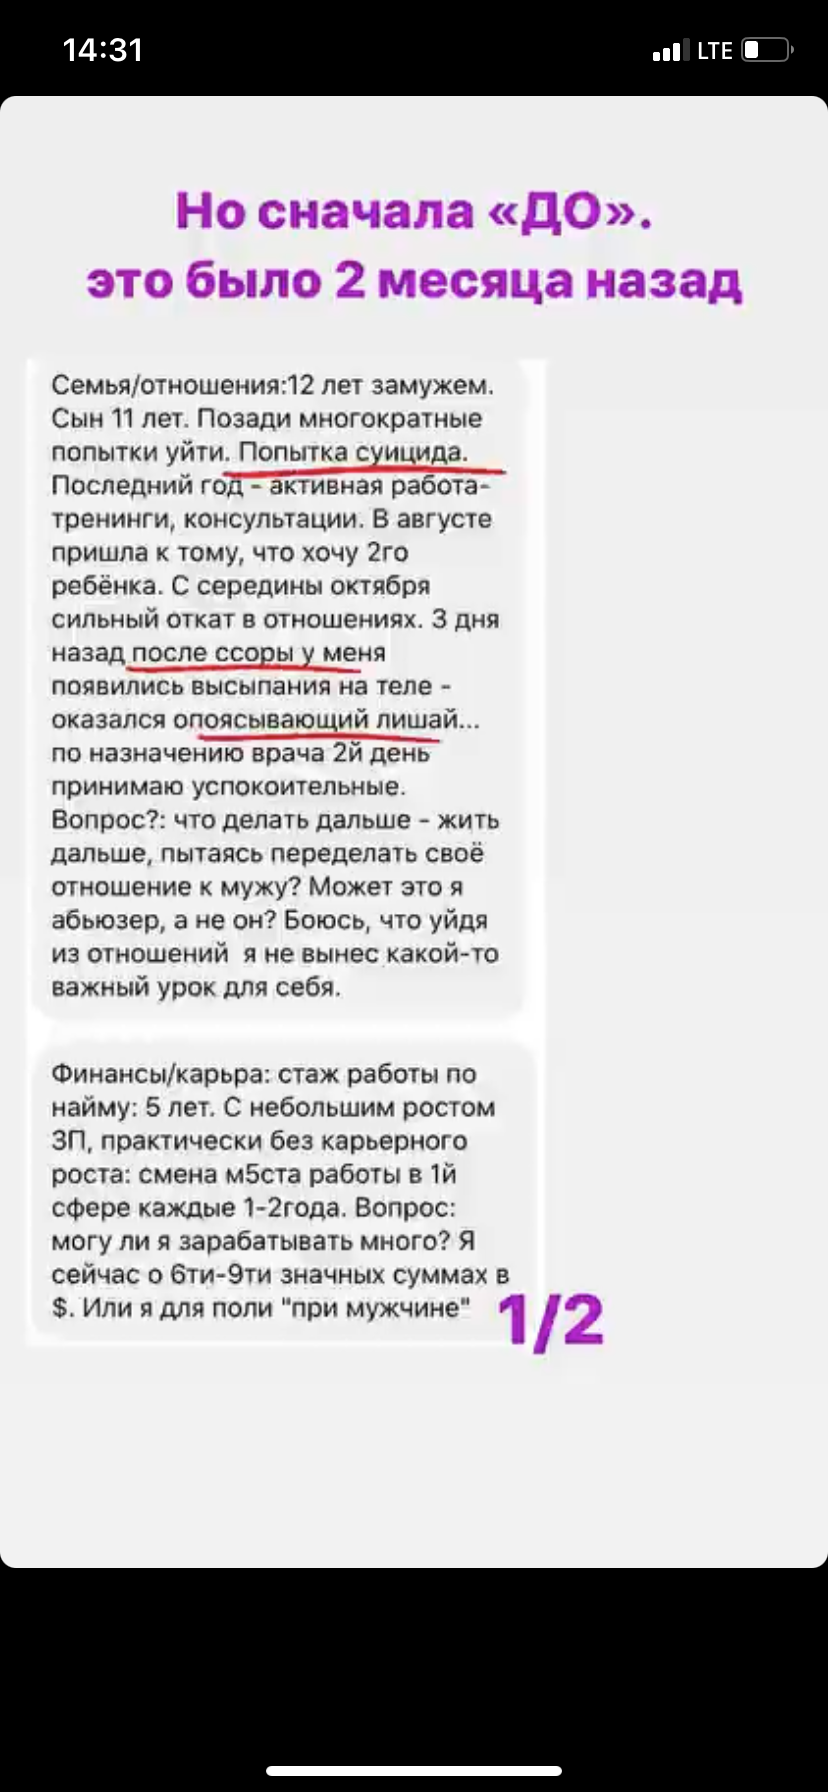 14:31
LTE
Но сначала «ДО».
это было 2 месяца назад
Семья/отношения:12 лет замужем.
Сын 11 лет. Позади многократные
попытки уйти. Попытка суицида.
Последний год - активная работа-
тренинги, консультации. В августе
пришла к тому, что хочу 2го
ребёнка. С середины октября
сильный откат в отношениях. 3 дня
назад после ссоры у меня
появились высыпания на теле -
оказался опоясывающий лишай...
по назначению врача 2й день
принимаю успокоительные.
Вопрос?: что делать дальше - жить
дальше, пытаясь переделать своё
отношение к мужу? Может это я
абьюзер, а не он? Боюсь, что уйдя
из отношений я не вынес какой-то
важный урок для себя.
Финансы/карьра: стаж работы по
найму: 5 лет. С небольшим ростом
ЗП, практически без карьерного
роста: смена м5ста работы в 1й
сфере каждые 1-2года. Вопрос:
могу ли я зарабатывать много? Я
сейчас о 6ти-9ти значных суммах в
$. Или я для поли "при мужчине"
1/2